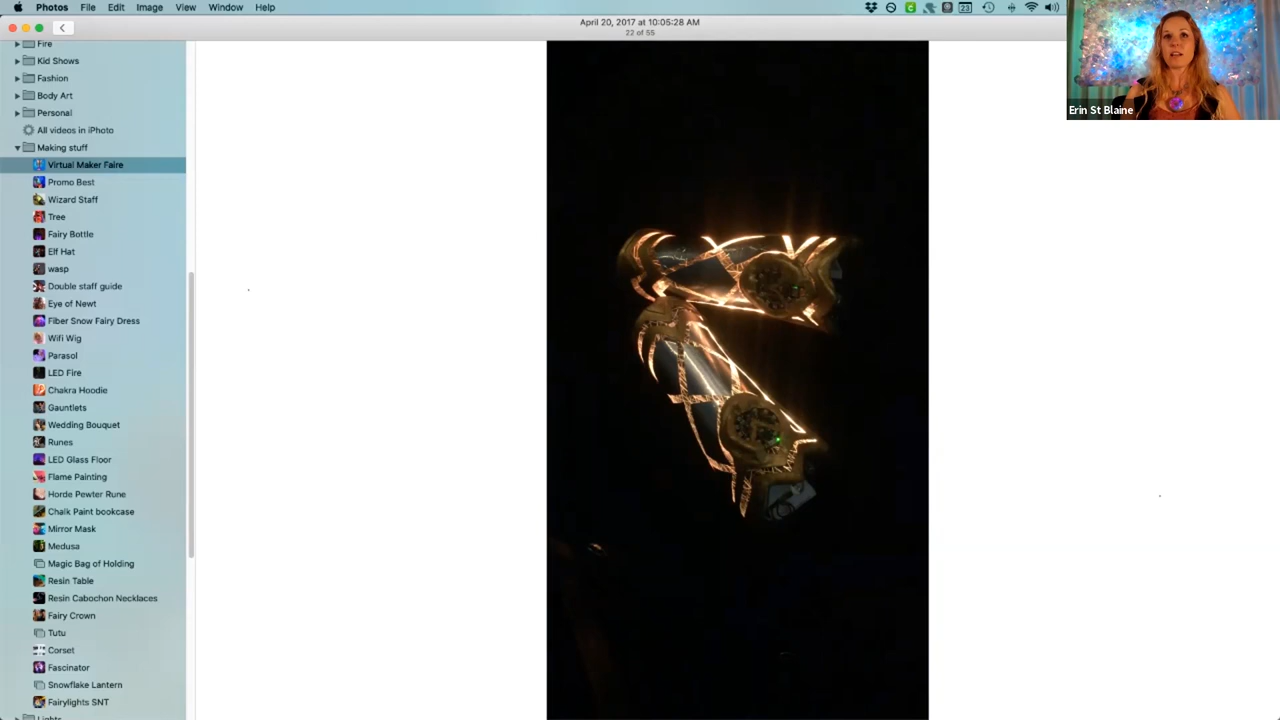 Photos File Edit Image View Window Help
23
April 20, 2017 at 10:05:28 AM
22 of 55
Fire
Kid Shows
Fashion
Body Art
Personal
All videos in iPhoto
Making stuff
Virtual Maker Faire
Promo Best
Wizard Staff
Tree
Fairy Bottle
Elf Hat
wasp
Double staff guide
Eye of Newt
Fiber Snow Fairy Dress
Wifi Wig
Parasol
LED Fire
Chakra Hoodie
Gauntlets
Wedding Bouquet
Runes
LED Glass Floor
Flame Painting
Horde Pewter Rune
Chalk Paint bookcase
Mirror Mask
Medusa
Magic Bag of Holding
Resin Table
Resin Cabochon Necklaces
Fairy Crown
Tutu
Corset
Fascinator
Snowflake Lantern
Fairylights SNT
Lights
Erin St Blaine